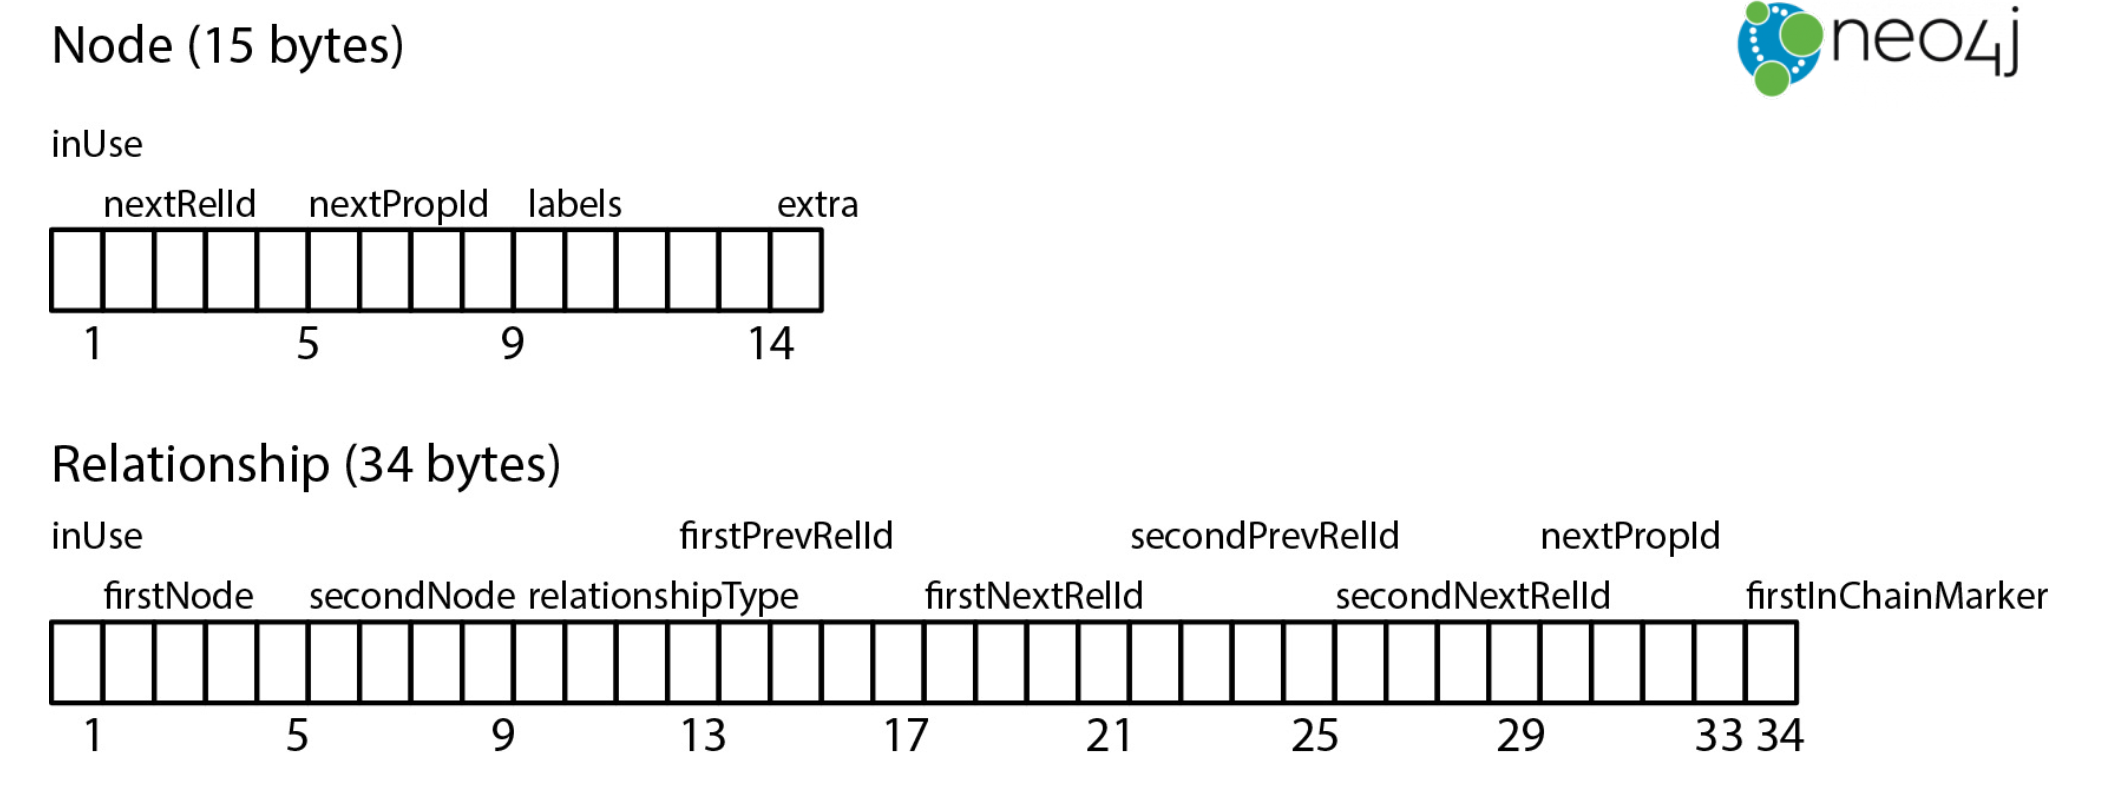 Node (15 bytes)
neo4j
inUse
nextRelId nextPropId labels extra
1 5 9 14
Relationship (34 bytes)
inUse firstPrevRelId secondPrevRelId nextPropId
firstNode secondNode relationshipType firstNextRelId secondNextRelId firstInChainMarker
1 5 9 13 17 21 25 29 33 34